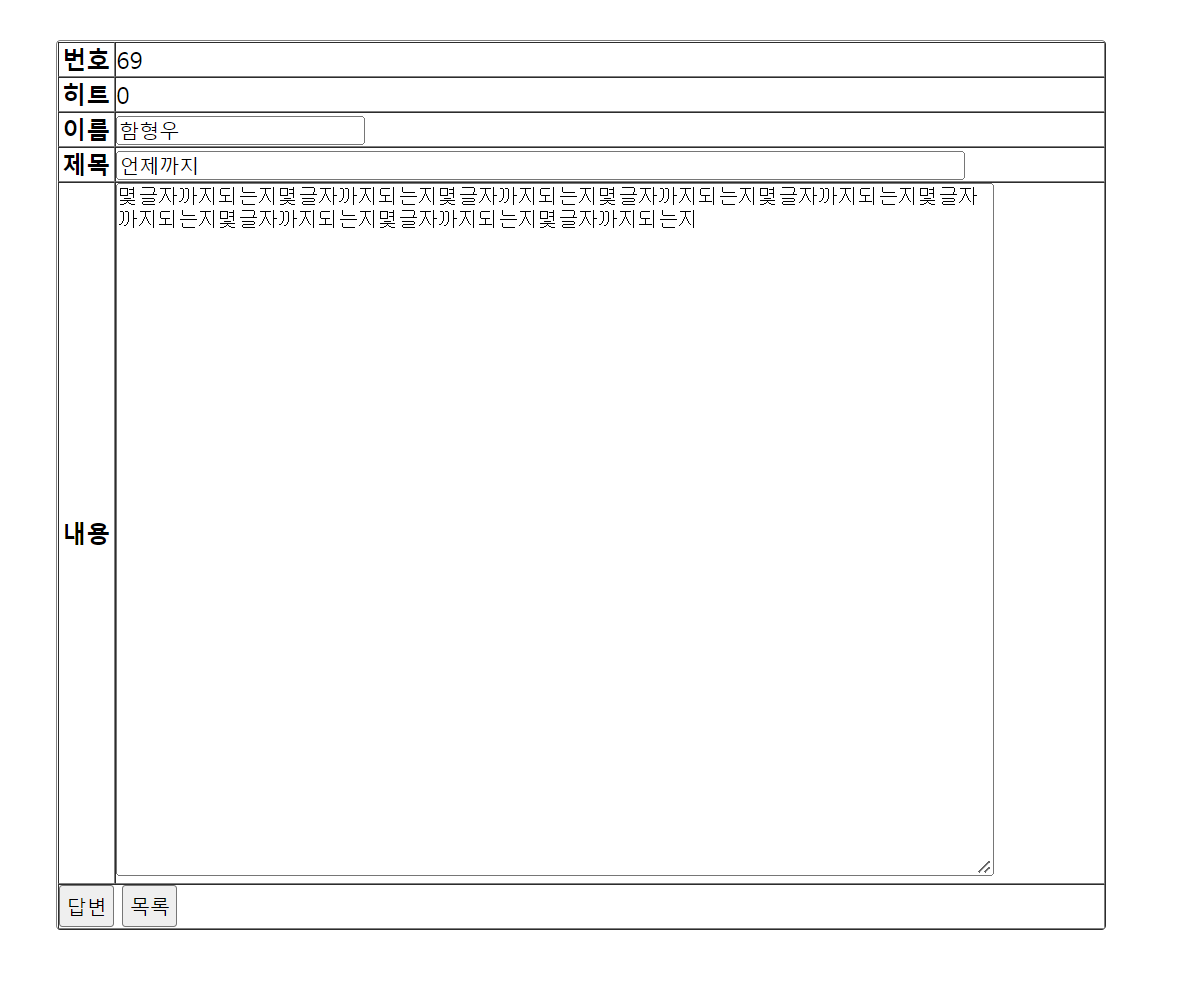 번호 69
히트 0
이름 함형우
제목 언제까지
내용
몇글자까지되는지몇글자까지되는지몇글자까지되는지몇글자까지되는지몇글자까지되는지몇글자
까지되는지몇글자까지되는지몇글자까지되는지몇글자까지되는지
답변 목록